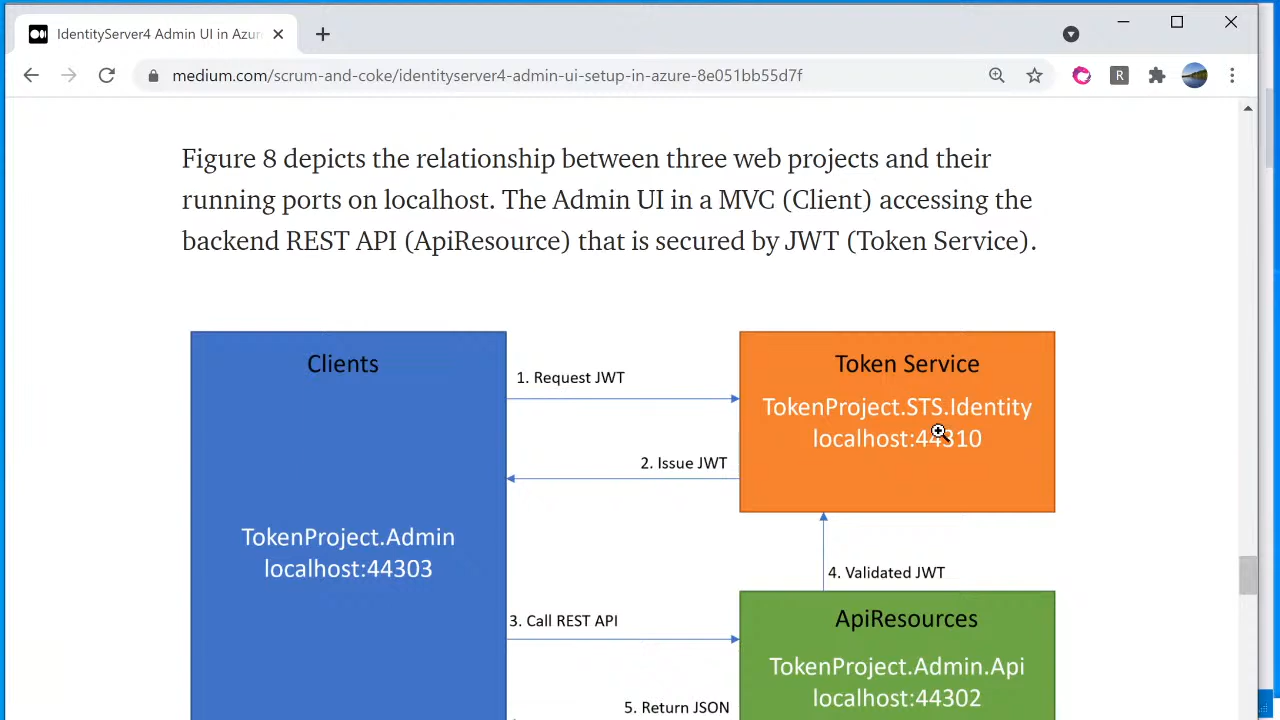 IdentityServer4 Admin UI in Azur
medium.com/scrum-and-coke/identityserver4-admin-ui-setup-in-azure-8e051bb55d7f
R
Figure 8 depicts the relationship between three web projects and their
running ports on localhost. The Admin UI in a MVC (Client) accessing the
backend REST API (ApiResource) that is secured by JWT (Token Service).
Clients
TokenProject.Admin
localhost:44303
1. Request JWT
2. Issue JWT
Token Service
TokenProject.STS.Identity
localhost:44310
3. Call REST API
4. Validated JWT
ApiResources
TokenProject.Admin.Api
localhost:44302
5. Return JSON